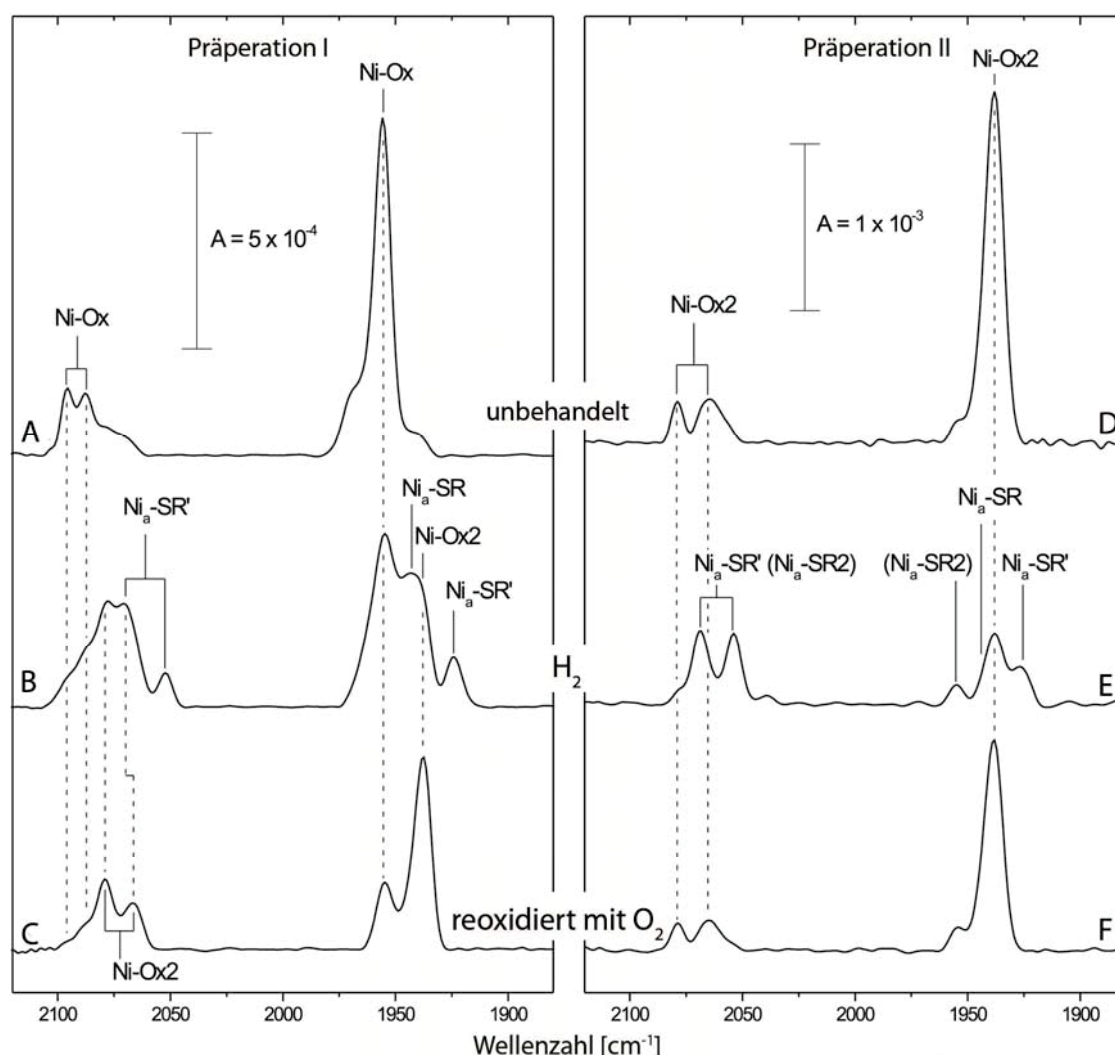 Präperation I
Präperation II
Ni-Ox
Ni-Ox2
A = 5 x 10⁻⁴
A = 1 x 10⁻³
Ni-Ox
Ni-Ox2
unbehandelt
A
D
Niₐ-SR'
Niₐ-SR
Ni-Ox2
Niₐ-SR'
Niₐ-SR
Niₐ-SR' (Niₐ-SR2)
(Niₐ-SR2)
Niₐ-SR'
H₂
B
E
reoxidiert mit O₂
C
F
Ni-Ox2
2100 2050 2000 1950 1900
2100 2050 2000 1950 1900
Wellenzahl [cm⁻¹]